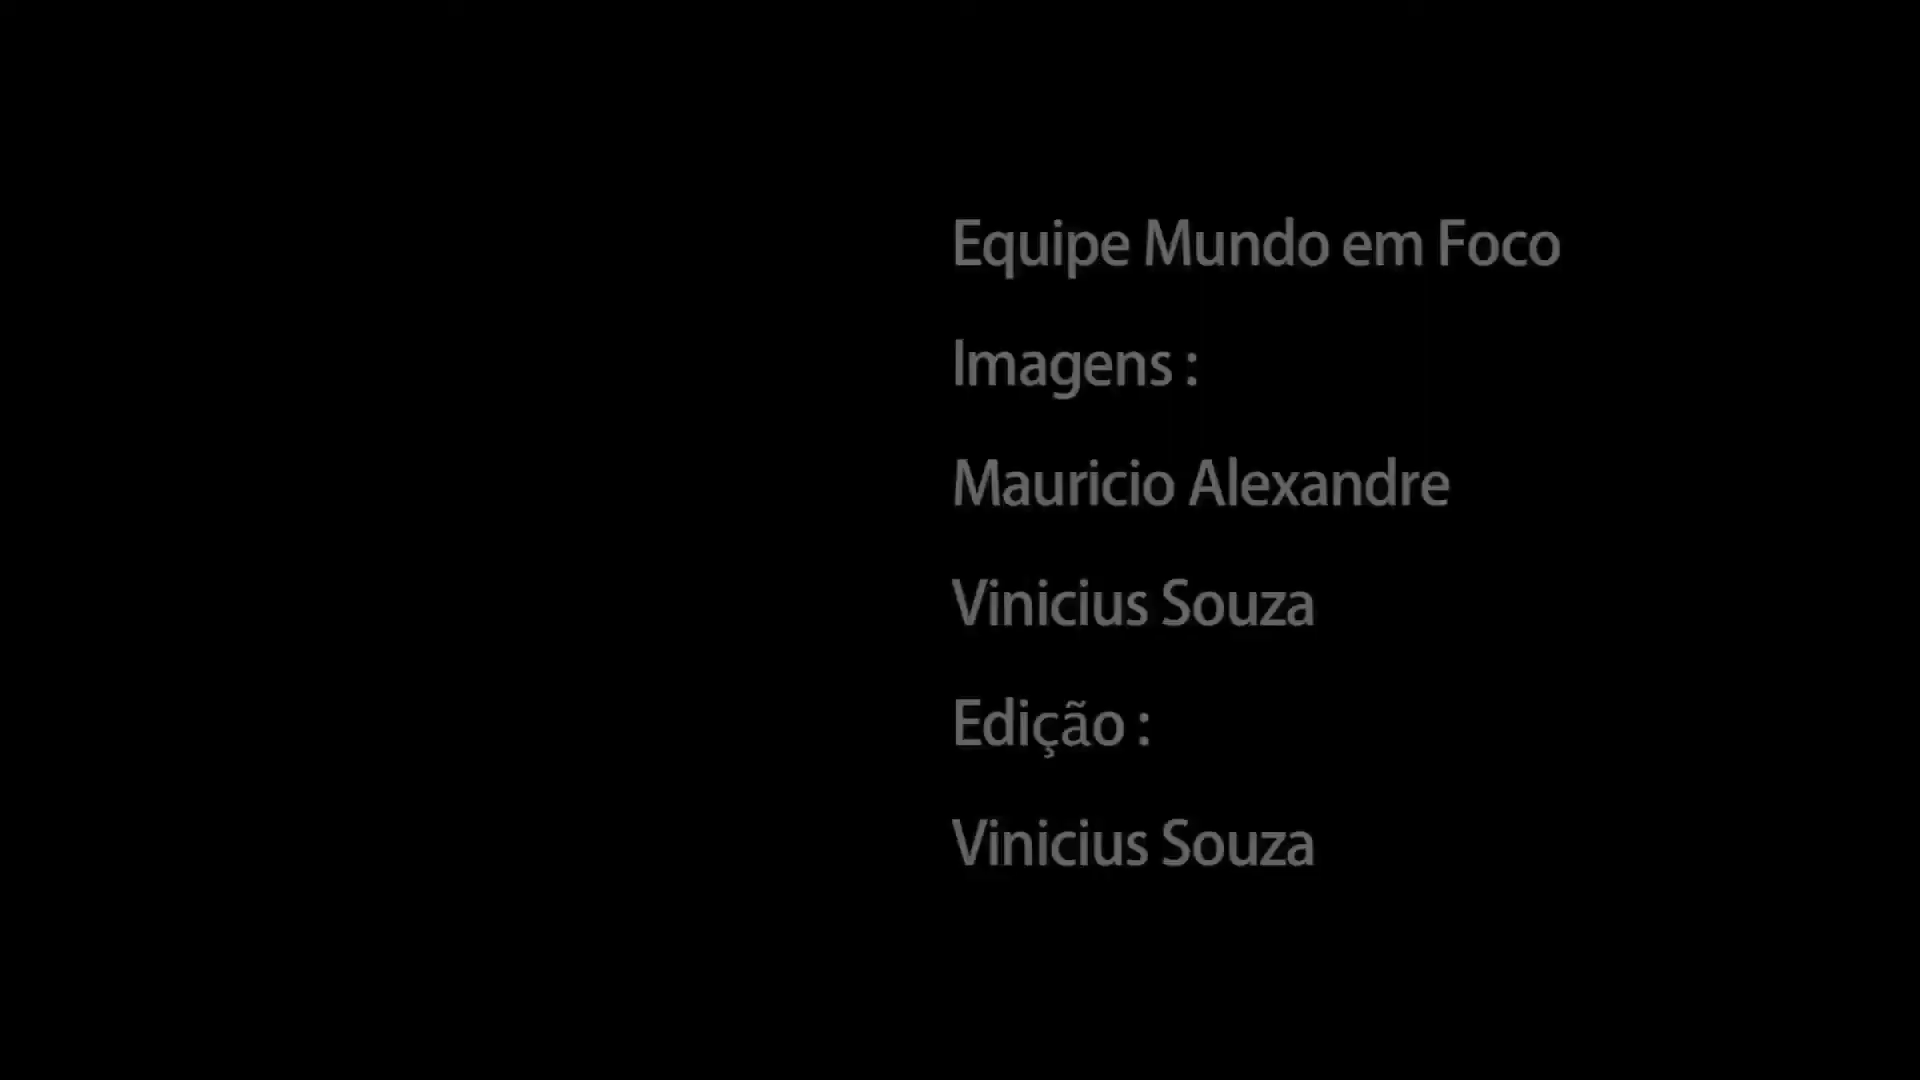 Equipe Mundo em Foco
Imagens :
Mauricio Alexandre
Vinicius Souza
Edição :
Vinicius Souza